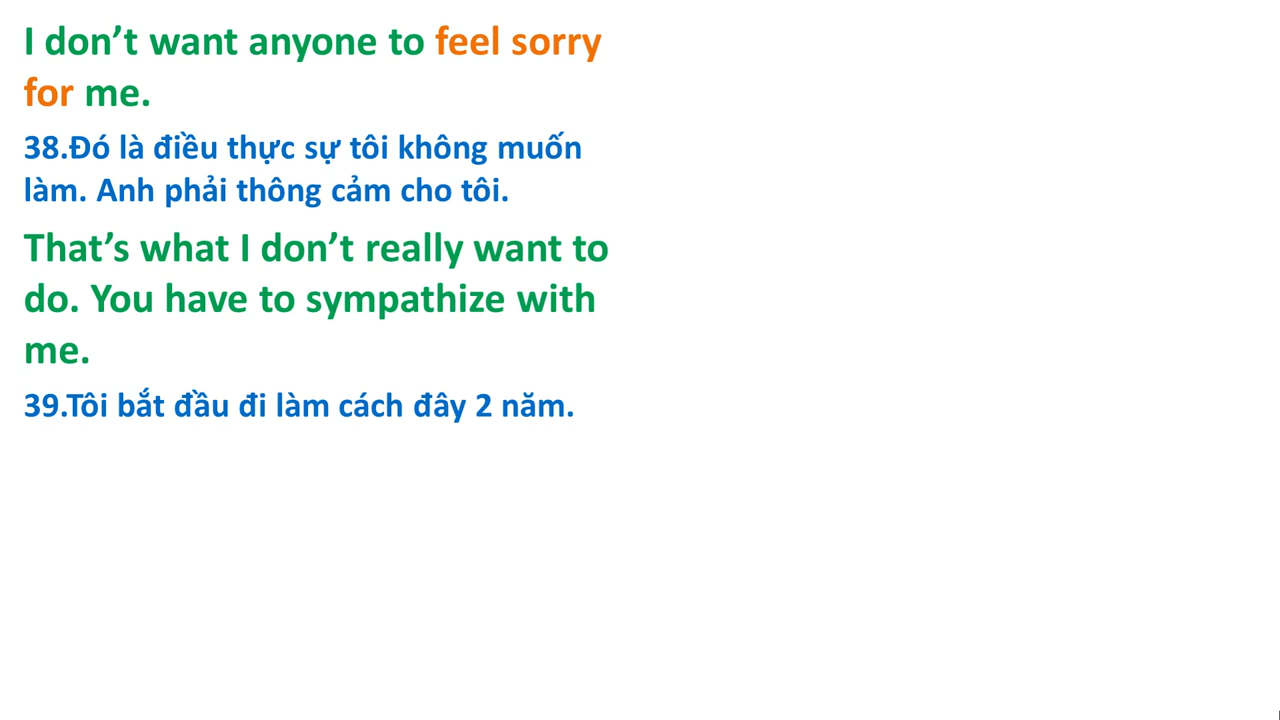 I don’t want anyone to feel sorry
for me.
38.Đó là điều thực sự tôi không muốn
làm. Anh phải thông cảm cho tôi.
That’s what I don’t really want to
do. You have to sympathize with
me.
39.Tôi bắt đầu đi làm cách đây 2 năm.